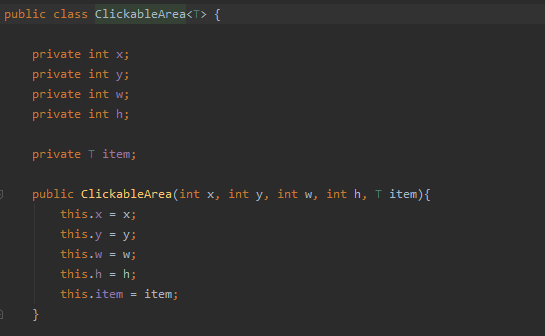 public class ClickableArea<T> {
private int x;
private int y;
private int w;
private int h;
private T item;
public ClickableArea(int x, int y, int w, int h, T item){
this.x = x;
this.y = y;
this.w = w;
this.h = h;
this.item = item;
}